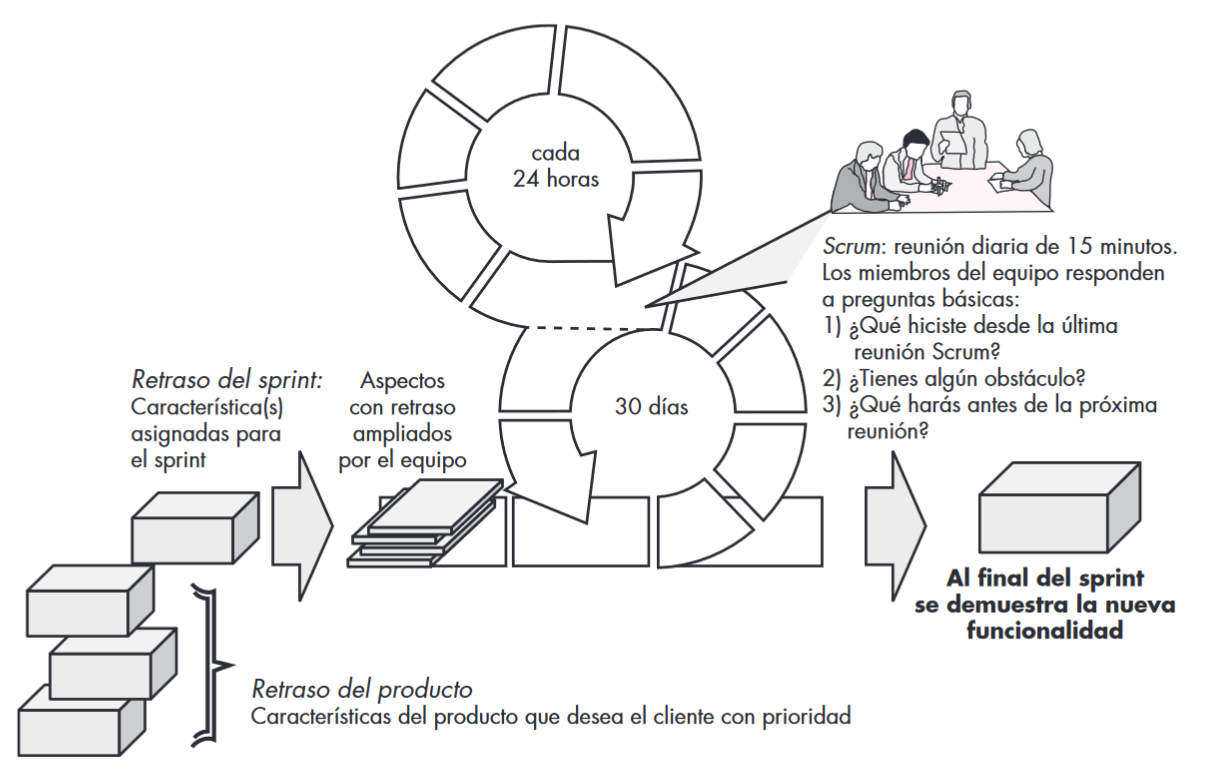 cada
24 horas
Scrum: reunión diaria de 15 minutos.
Los miembros del equipo responden
a preguntas básicas:
1) ¿Qué hiciste desde la última
reunión Scrum?
2) ¿Tienes algún obstáculo?
3) ¿Qué harás antes de la próxima
reunión?
Retraso del sprint:
Característica(s)
asignadas para
el sprint
Aspectos
con retraso
ampliados
por el equipo
30 días
Al final del sprint
se demuestra la nueva
funcionalidad
Retraso del producto
Características del producto que desea el cliente con prioridad